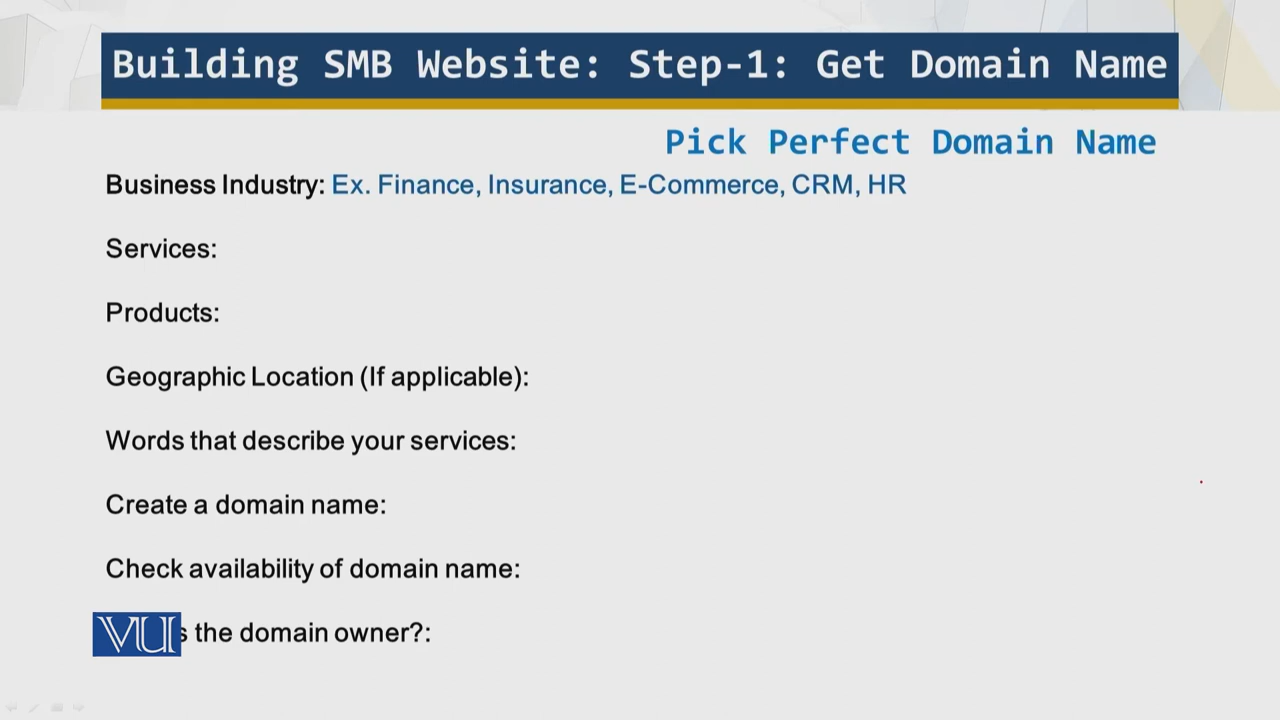 Building SMB Website: Step-1: Get Domain Name
Pick Perfect Domain Name
Business Industry: Ex. Finance, Insurance, E-Commerce, CRM, HR
Services:
Products:
Geographic Location (If applicable):
Words that describe your services:
Create a domain name:
Check availability of domain name:
VU the domain owner?: